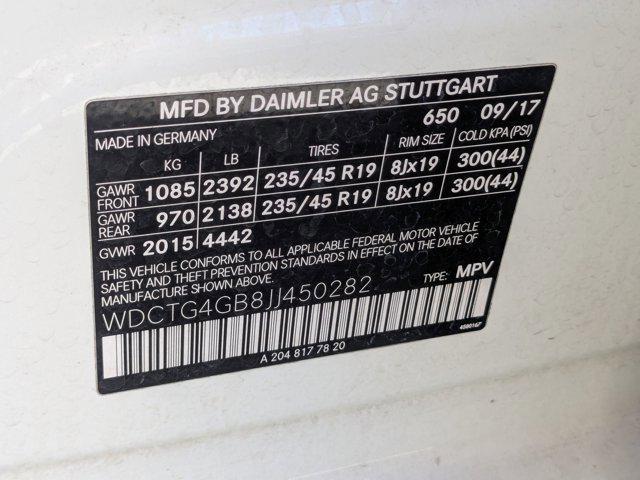 MFD BY DAIMLER AG STUTTGART
MADE IN GERMANY 650 09/17
KG LB TIRES RIM SIZE COLD KPA (PSI)
GAWR FRONT 1085 2392 235/45 R19 8Jx19 300(44)
GAWR REAR 970 2138 235/45 R19 8Jx19 300(44)
GVWR 2015 4442
THIS VEHICLE CONFORMS TO ALL APPLICABLE FEDERAL MOTOR VEHICLE
SAFETY AND THEFT PREVENTION STANDARDS IN EFFECT ON THE DATE OF
MANUFACTURE SHOWN ABOVE.
TYPE: MPV
WDCTG4GB8JJ450282
A 204 817 78 20